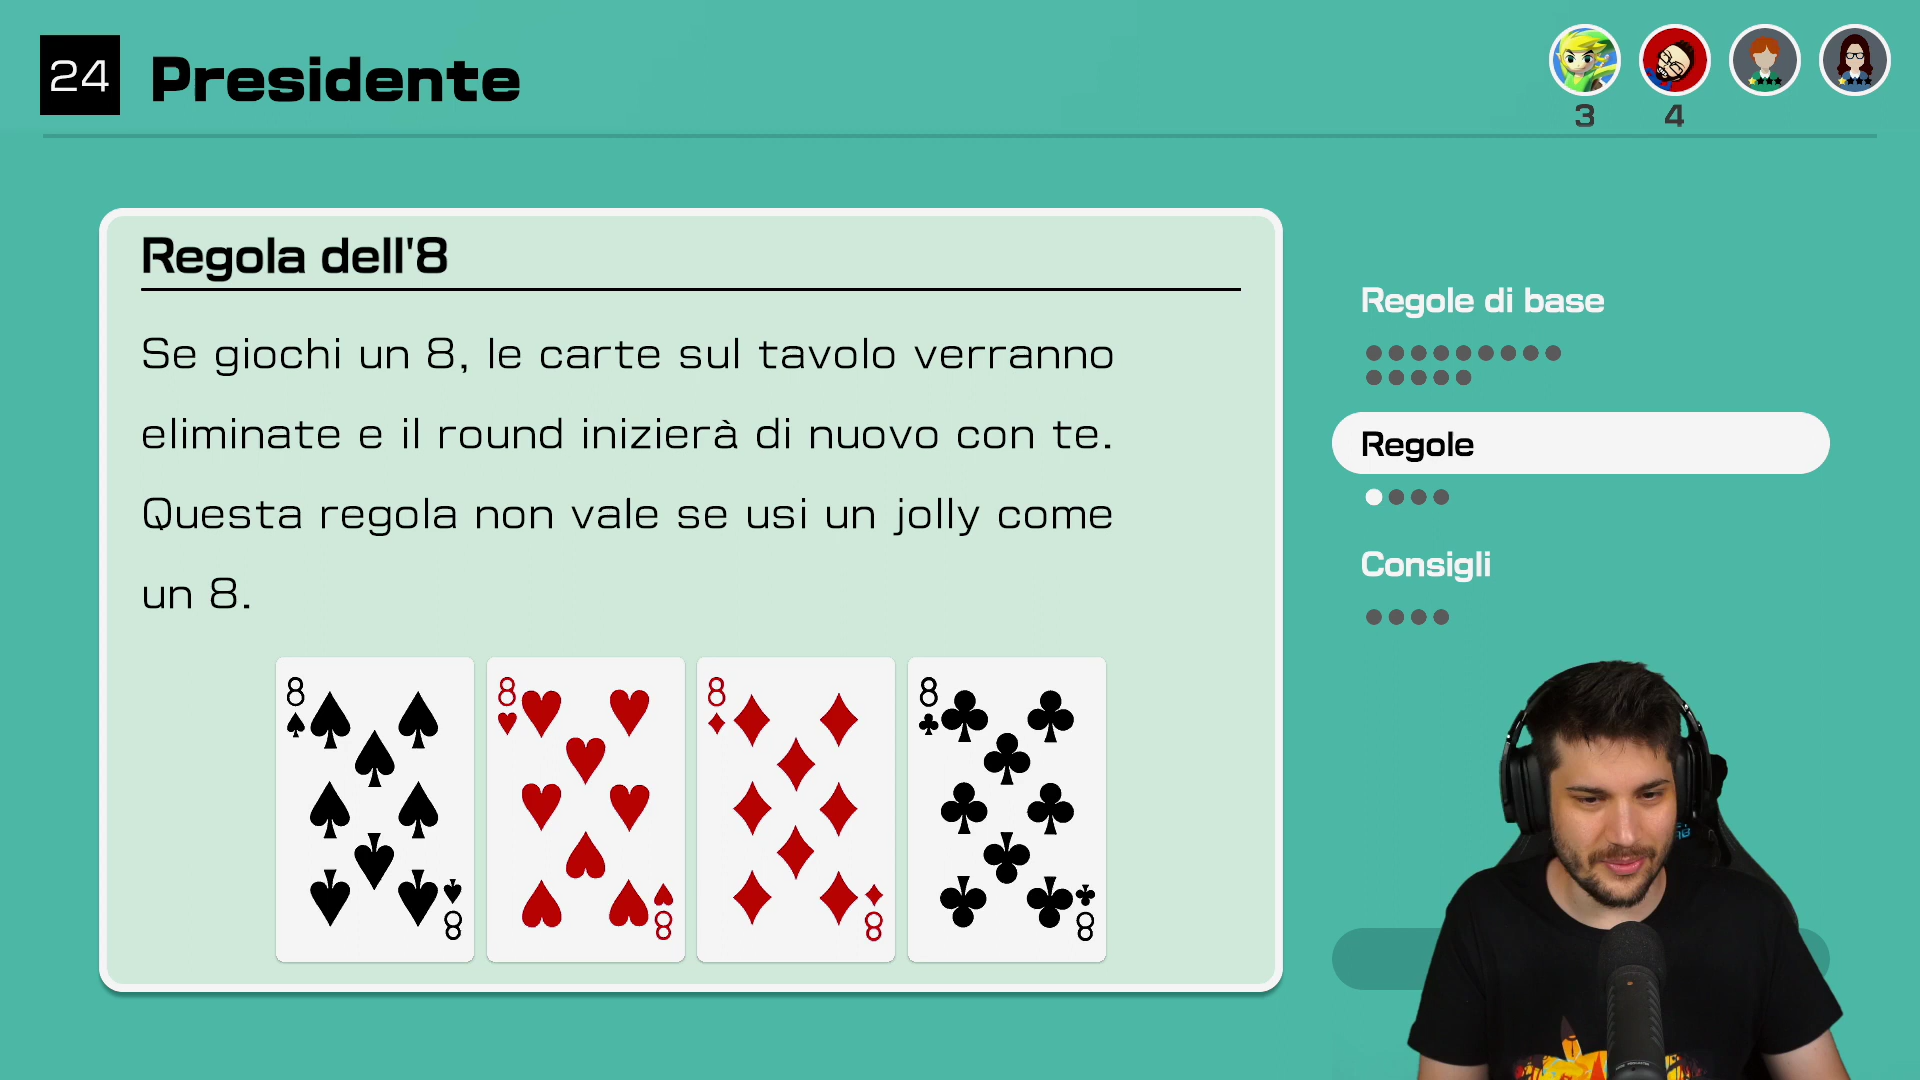 24
Presidente
3
4
Regola dell'8
Se giochi un 8, le carte sul tavolo verranno
eliminate e il round inizierà di nuovo con te.
Questa regola non vale se usi un jolly come
un 8.
8
8
8
8
8
8
8
8
Regole di base
Regole
Consigli